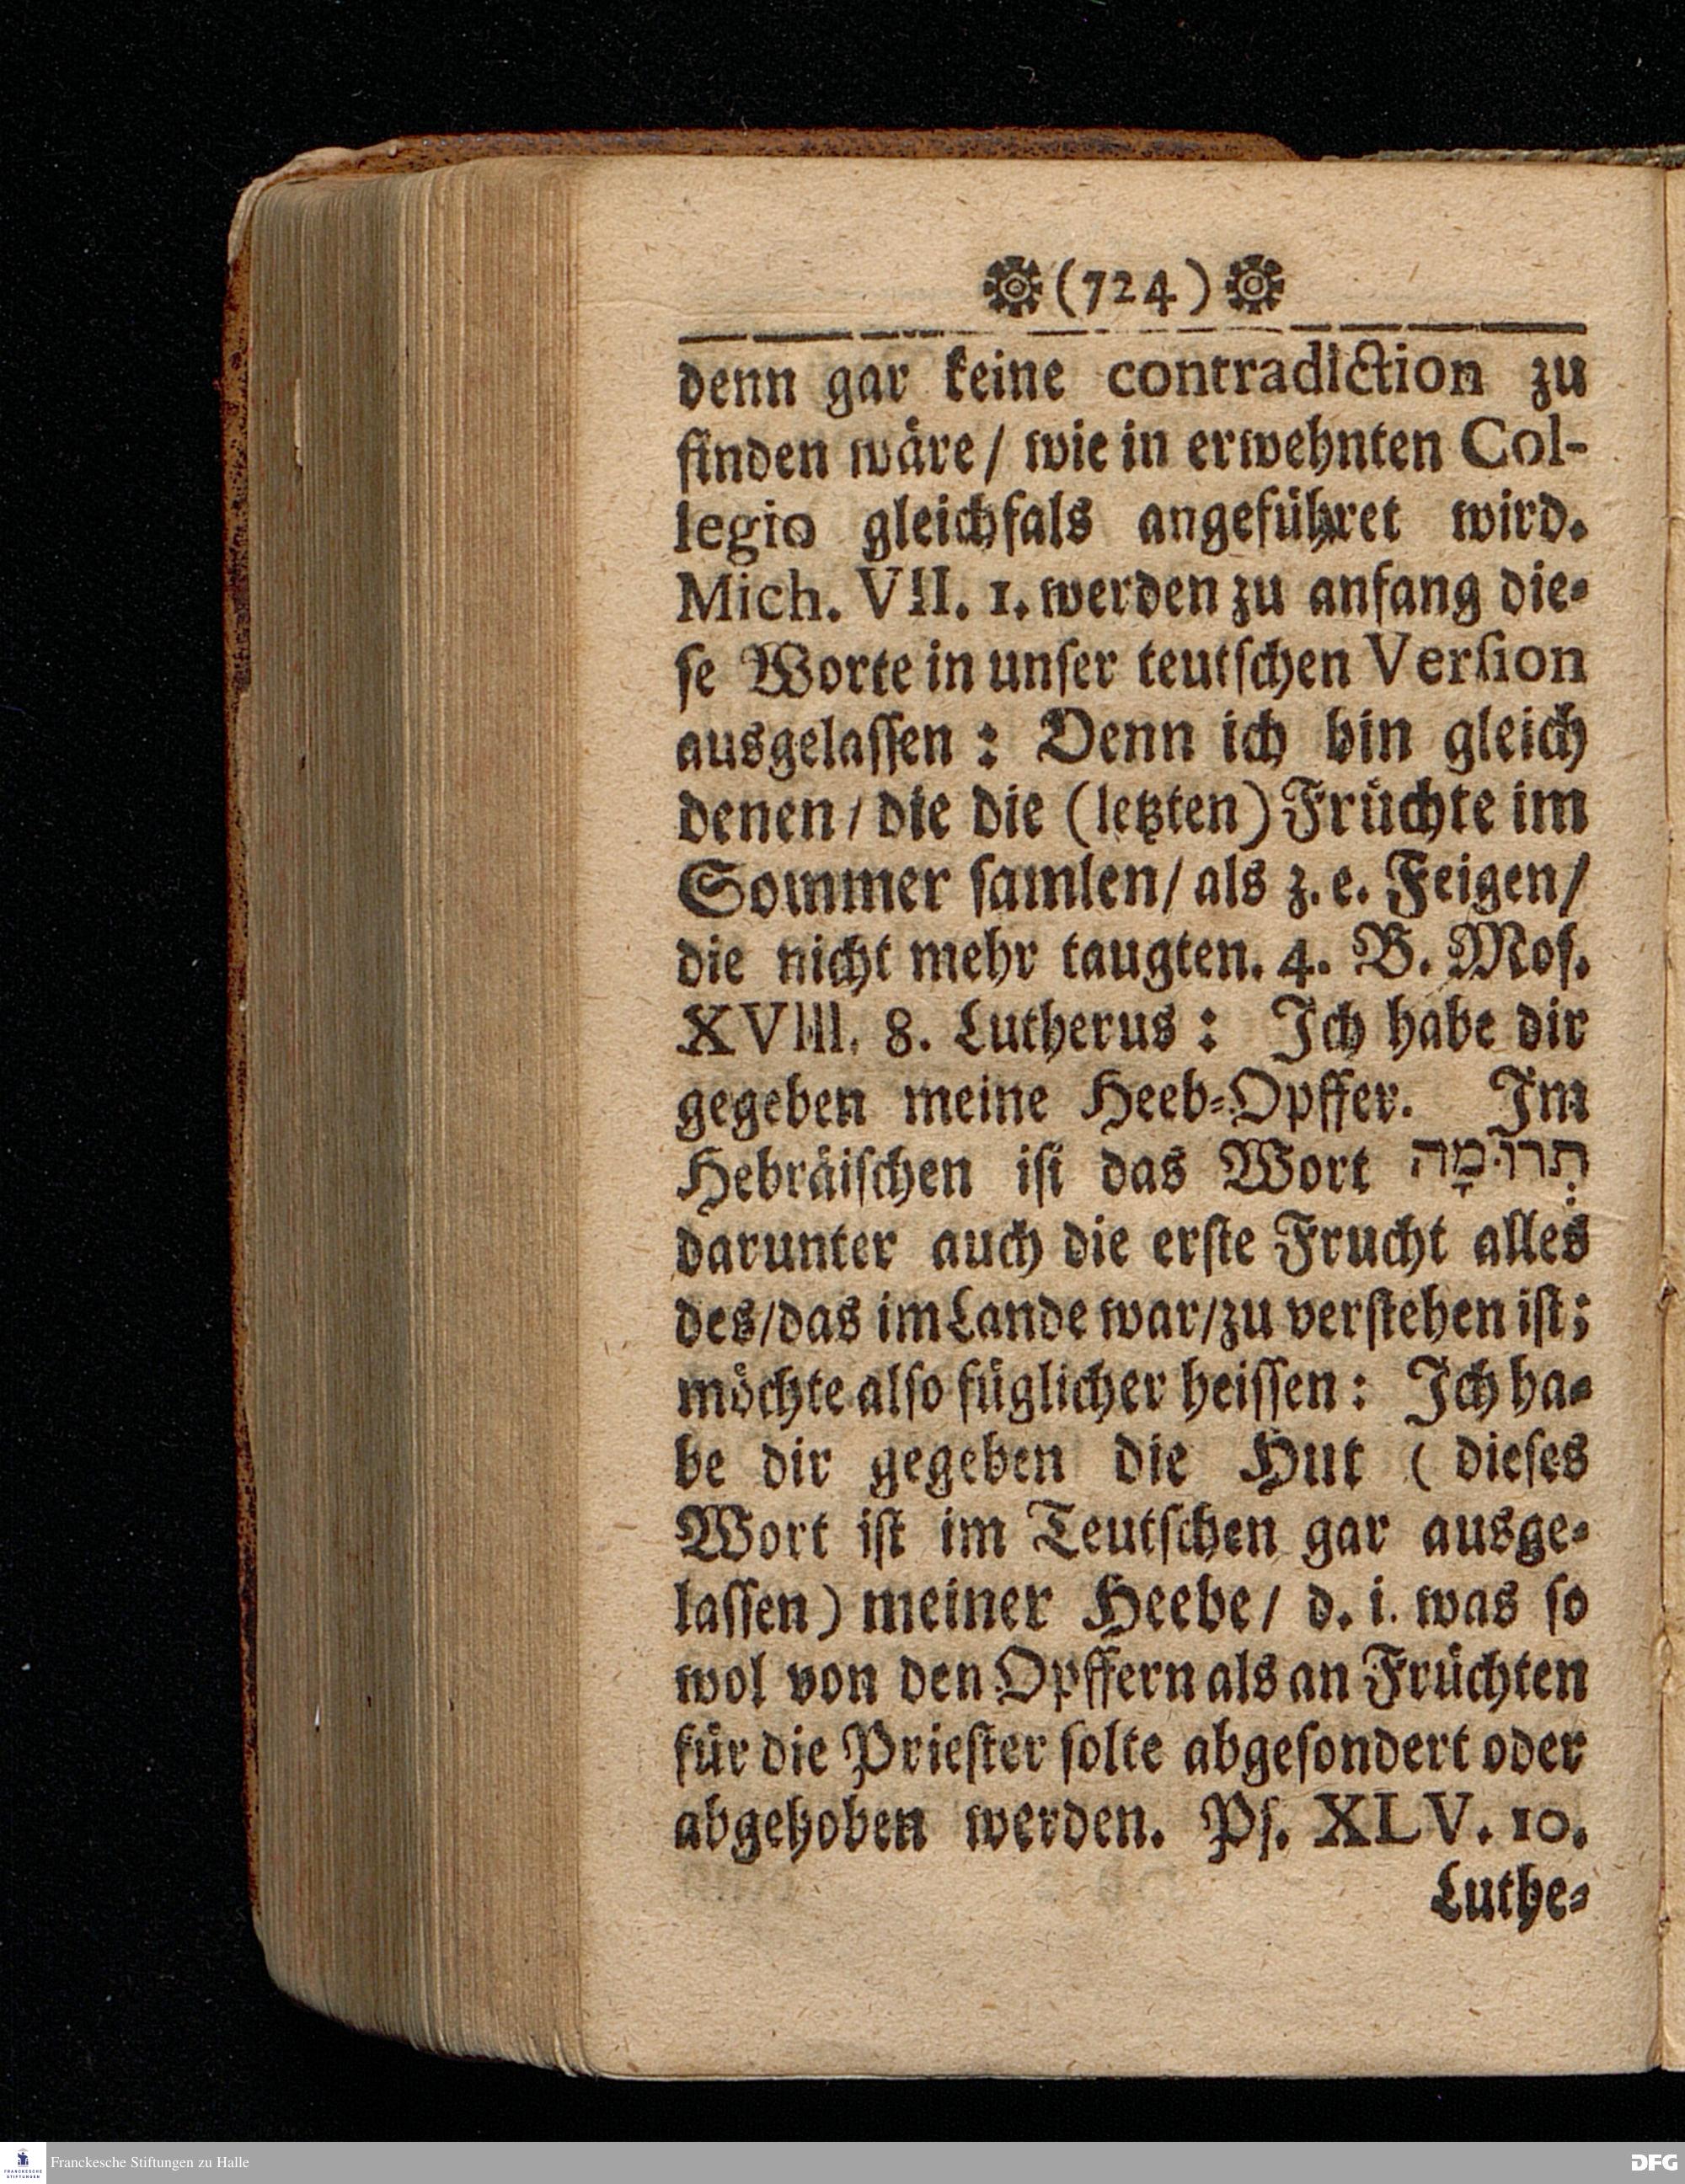 ❁(724)❁
denn gar keine contradiction zu
finden wäre / wie in erwehnten Col-
legio gleichfals angeführet wird.
Mich. VII. 1. werden zu anfang die-
ſe Worte in unſer teutſchen Verſion
ausgelaſſen : Denn ich bin gleich
denen / die die (letzten) Früchte im
Sommer ſamlen / als z. e. Feigen /
die nicht mehr taugten. 4. B. Moſ.
XVIII. 8. Lutherus : Ich habe dir
gegeben meine Heeb-Opffer. Im
Hebräiſchen iſt das Wort תְּרוּמָה
darunter auch die erſte Frucht alles
des / das im Lande war / zu verſtehen iſt;
möchte alſo füglicher heiſſen : Ich ha-
be dir gegeben die Hut ( dieſes
Wort iſt im Teutſchen gar ausge-
laſſen) meiner Heebe / d. i. was ſo
wol von den Opffern als an Früchten
für die Prieſter ſolte abgeſondert oder
abgehoben werden. Pſ. XLV. 10.
Luthe-
FRANCKESCHE
STIFTUNGEN
Franckesche Stiftungen zu Halle
DFG